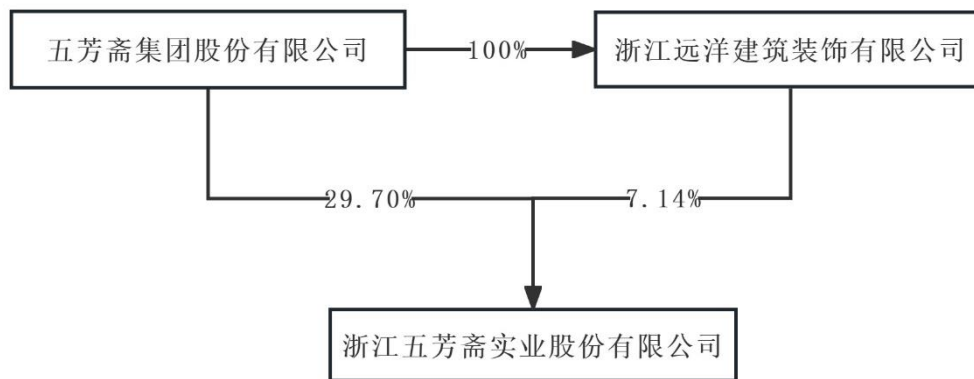 五芳斋集团股份有限公司
100%
浙江远洋建筑装饰有限公司
29.70%
7.14%
浙江五芳斋实业股份有限公司